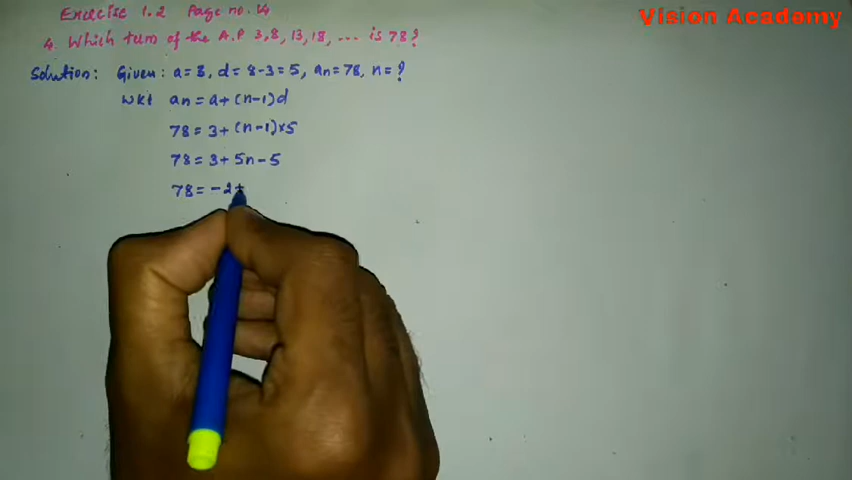 Vision Academy
Exercise 1.2 Page no. 14
4. Which term of the A.P 3,8,13,18, ... is 78?
Solution: Given: a = 3, d = 8-3 = 5, an = 78, n = ?
WKT an = a + (n-1)d
78 = 3 + (n-1)×5
78 = 3 + 5n - 5
78 = -2+